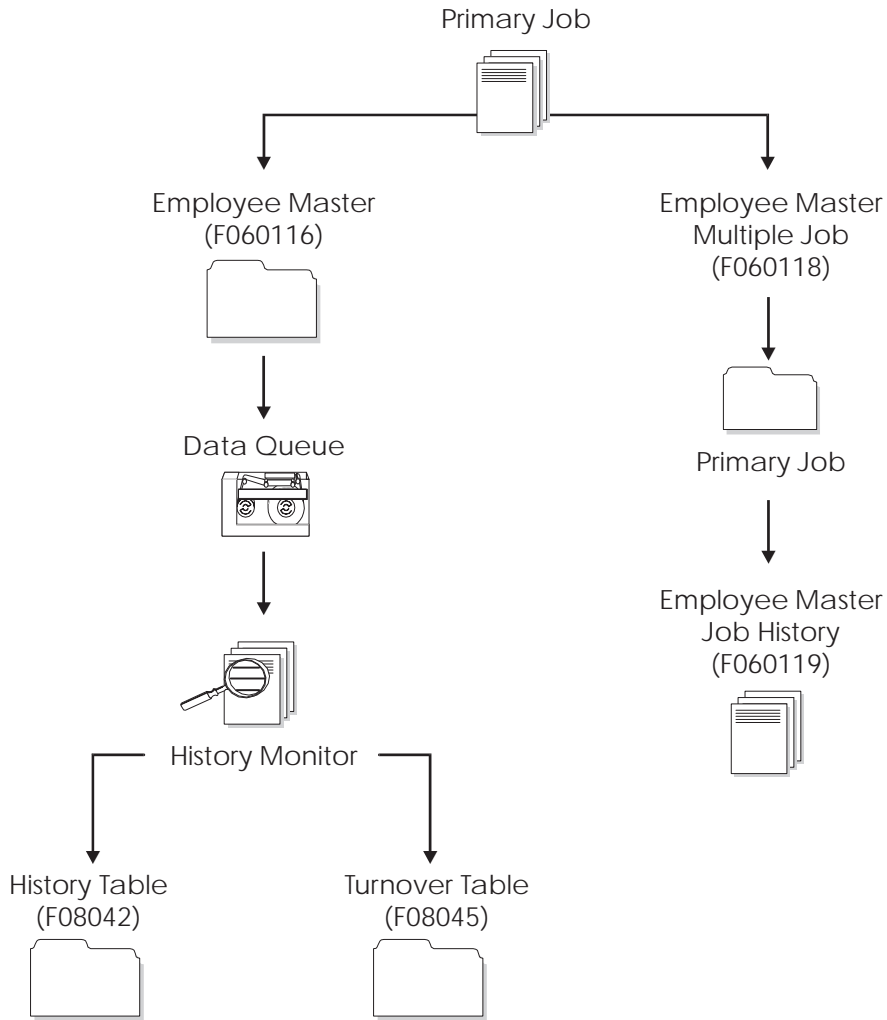 Primary Job
Employee Master
(F060116)
Employee Master
Multiple Job
(F060118)
Data Queue
Primary Job
Employee Master
Job History
(F060119)
History Monitor
History Table
(F08042)
Turnover Table
(F08045)